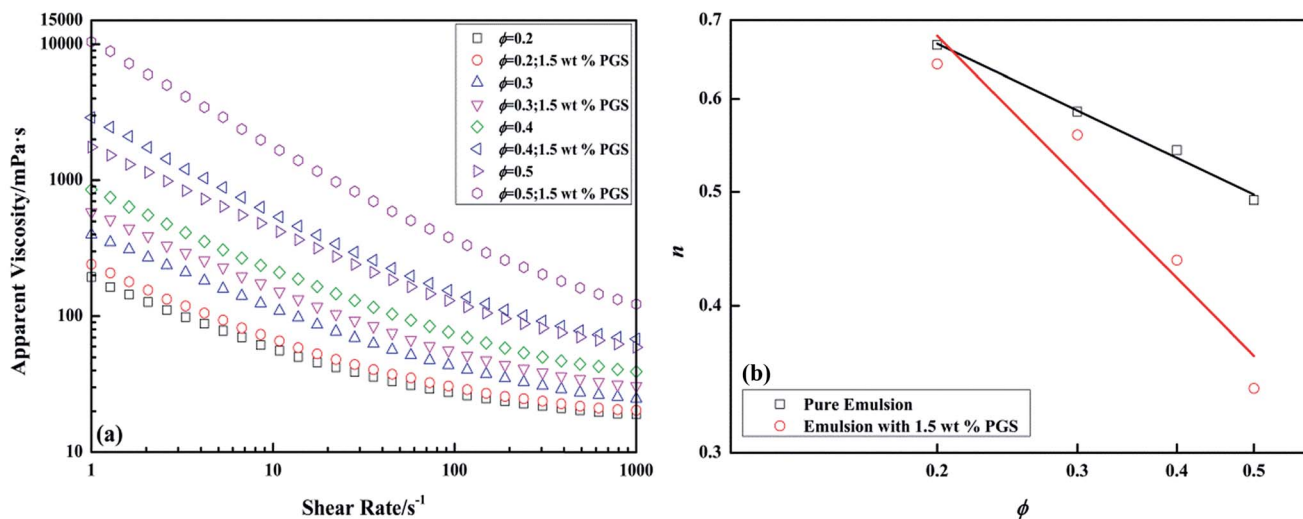 15000
10000
1000
100
10
Apparent Viscosity/mPa·s
ϕ=0.2
ϕ=0.2;1.5 wt % PGS
ϕ=0.3
ϕ=0.3;1.5 wt % PGS
ϕ=0.4
ϕ=0.4;1.5 wt % PGS
ϕ=0.5
ϕ=0.5;1.5 wt % PGS
(a)
1 10 100 1000
Shear Rate/s⁻¹
0.7
0.6
0.5
0.4
0.3
n
(b)
Pure Emulsion
Emulsion with 1.5 wt % PGS
0.2 0.3 0.4 0.5
ϕ